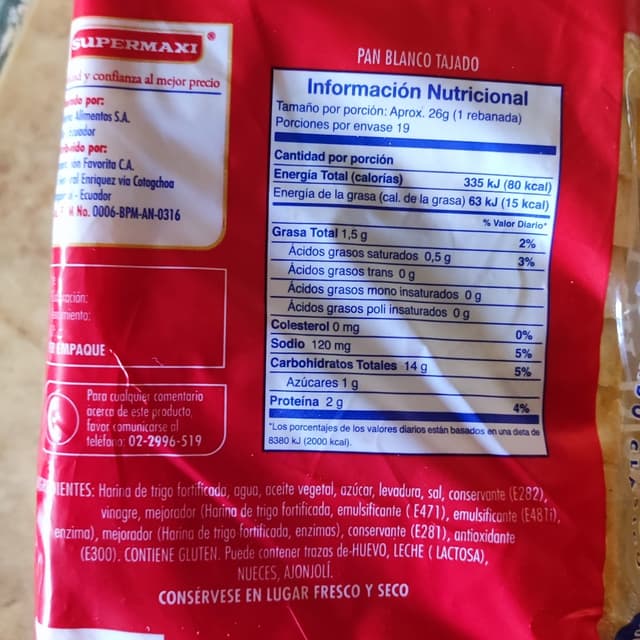 SUPERMAXI®
y confianza al mejor precio
por:
Alimentos S.A.
Ecuador
por:
Favorita C.A.
Enriquez vía Cotogchoa
- Ecuador
No. 0006-BPM-AN-0316
EMPAQUE
Para cualquier comentario
acerca de este producto,
favor comunicarse al
teléfono: 02-2996-519
PAN BLANCO TAJADO
Información Nutricional
Tamaño por porción: Aprox. 26g (1 rebanada)
Porciones por envase 19
Cantidad por porción
Energía Total (calorías) 335 kJ (80 kcal)
Energía de la grasa (cal. de la grasa) 63 kJ (15 kcal)
% Valor Diario*
Grasa Total 1,5 g 2%
Ácidos grasos saturados 0,5 g 3%
Ácidos grasos trans 0 g
Ácidos grasos mono insaturados 0 g
Ácidos grasos poli insaturados 0 g
Colesterol 0 mg 0%
Sodio 120 mg 5%
Carbohidratos Totales 14 g 5%
Azúcares 1 g
Proteína 2 g 4%
*Los porcentajes de los valores diarios están basados en una dieta de
8380 kJ (2000 kcal).
Harina de trigo fortificada, agua, aceite vegetal, azúcar, levadura, sal, conservante (E282),
vinagre, mejorador (Harina de trigo fortificada, emulsificante ( E471), emulsificante (E481i),
enzima), mejorador (Harina de trigo fortificada, enzimas), conservante (E281), antioxidante
(E300). CONTIENE GLUTEN. Puede contener trazas de-HUEVO, LECHE ( LACTOSA),
NUECES, AJONJOLÍ.
CONSÉRVESE EN LUGAR FRESCO Y SECO